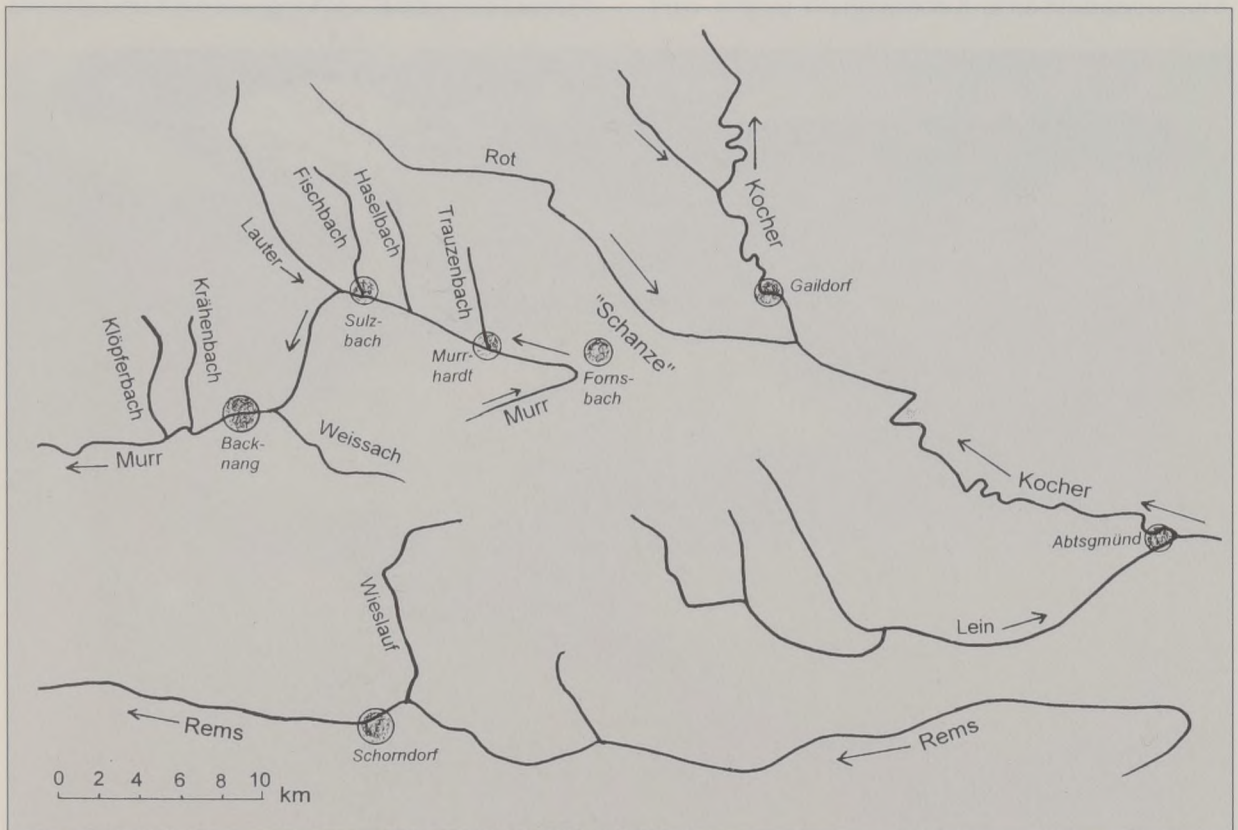 Rot
Fischbach
Haselbach
Trauzenbach
Kocher
Lauter
Gaildorf
Krähenbach
Klöpferbach
Sulz-
bach
"Schanze"
Murr-
hardt
Forns-
bach
Murr
Back-
nang
Weissach
Murr
Kocher
Abtsgmünd
Wieslauf
Lein
Rems
Rems
Schorndorf
0 2 4 6 8 10 km